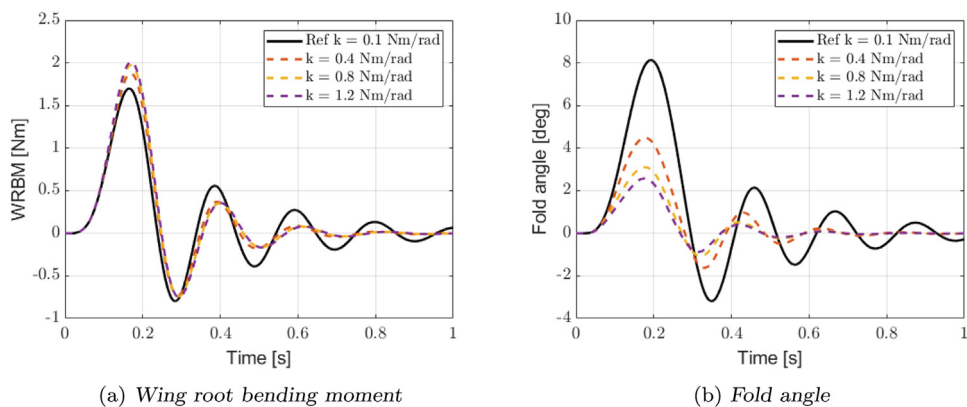 2.5
2
1.5
1
0.5
0
-0.5
-1
WRBM [Nm]
Ref k = 0.1 Nm/rad
k = 0.4 Nm/rad
k = 0.8 Nm/rad
k = 1.2 Nm/rad
0 0.2 0.4 0.6 0.8 1
Time [s]
(a) Wing root bending moment
10
8
6
4
2
0
-2
-4
Fold angle [deg]
Ref k = 0.1 Nm/rad
k = 0.4 Nm/rad
k = 0.8 Nm/rad
k = 1.2 Nm/rad
0 0.2 0.4 0.6 0.8 1
Time [s]
(b) Fold angle